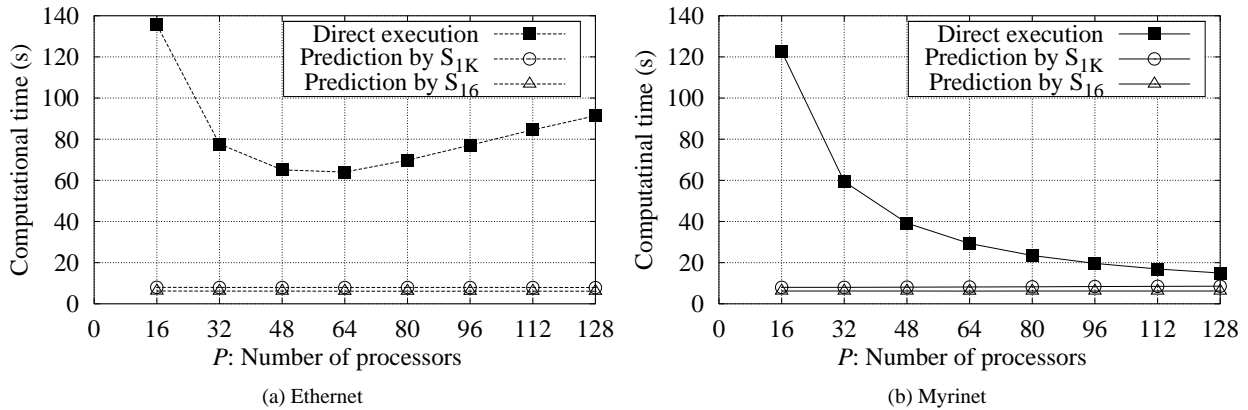 140
120
100
80
60
40
20
0
Computational time (s)
Direct execution
Prediction by S1K
Prediction by S16
0 16 32 48 64 80 96 112 128
P: Number of processors
(a) Ethernet
140
120
100
80
60
40
20
0
Computatinal time (s)
Direct execution
Prediction by S1K
Prediction by S16
0 16 32 48 64 80 96 112 128
P: Number of processors
(b) Myrinet